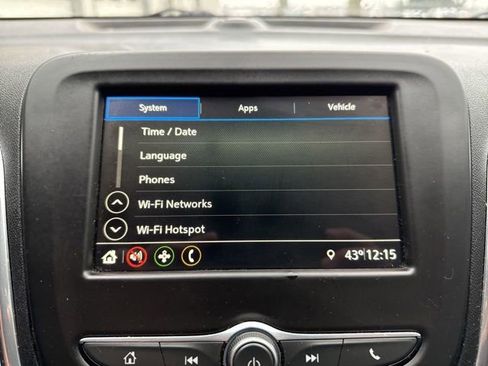 System Apps Vehicle
Time / Date
Language
Phones
Wi-Fi Networks
Wi-Fi Hotspot
43° 12:15